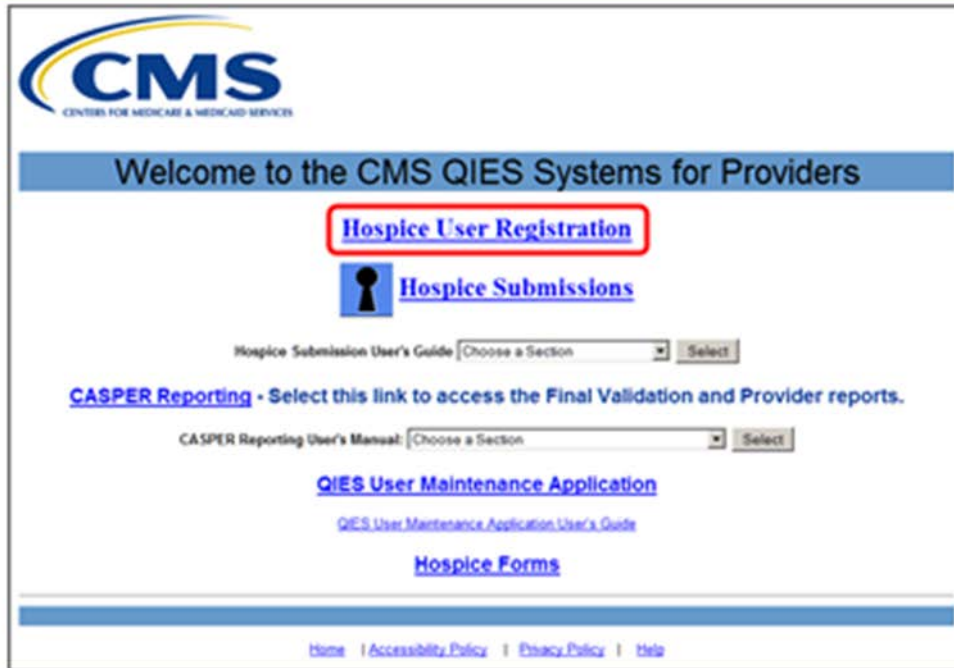 CMS
CENTERS FOR MEDICARE & MEDICAID SERVICES
Welcome to the CMS QIES Systems for Providers
Hospice User Registration
Hospice Submissions
Hospice Submission User's Guide Choose a Section Select
CASPER Reporting - Select this link to access the Final Validation and Provider reports.
CASPER Reporting User's Manual: Choose a Section Select
QIES User Maintenance Application
QIES User Maintenance Application User's Guide
Hospice Forms
Home | Accessibility Policy | Privacy Policy | Help